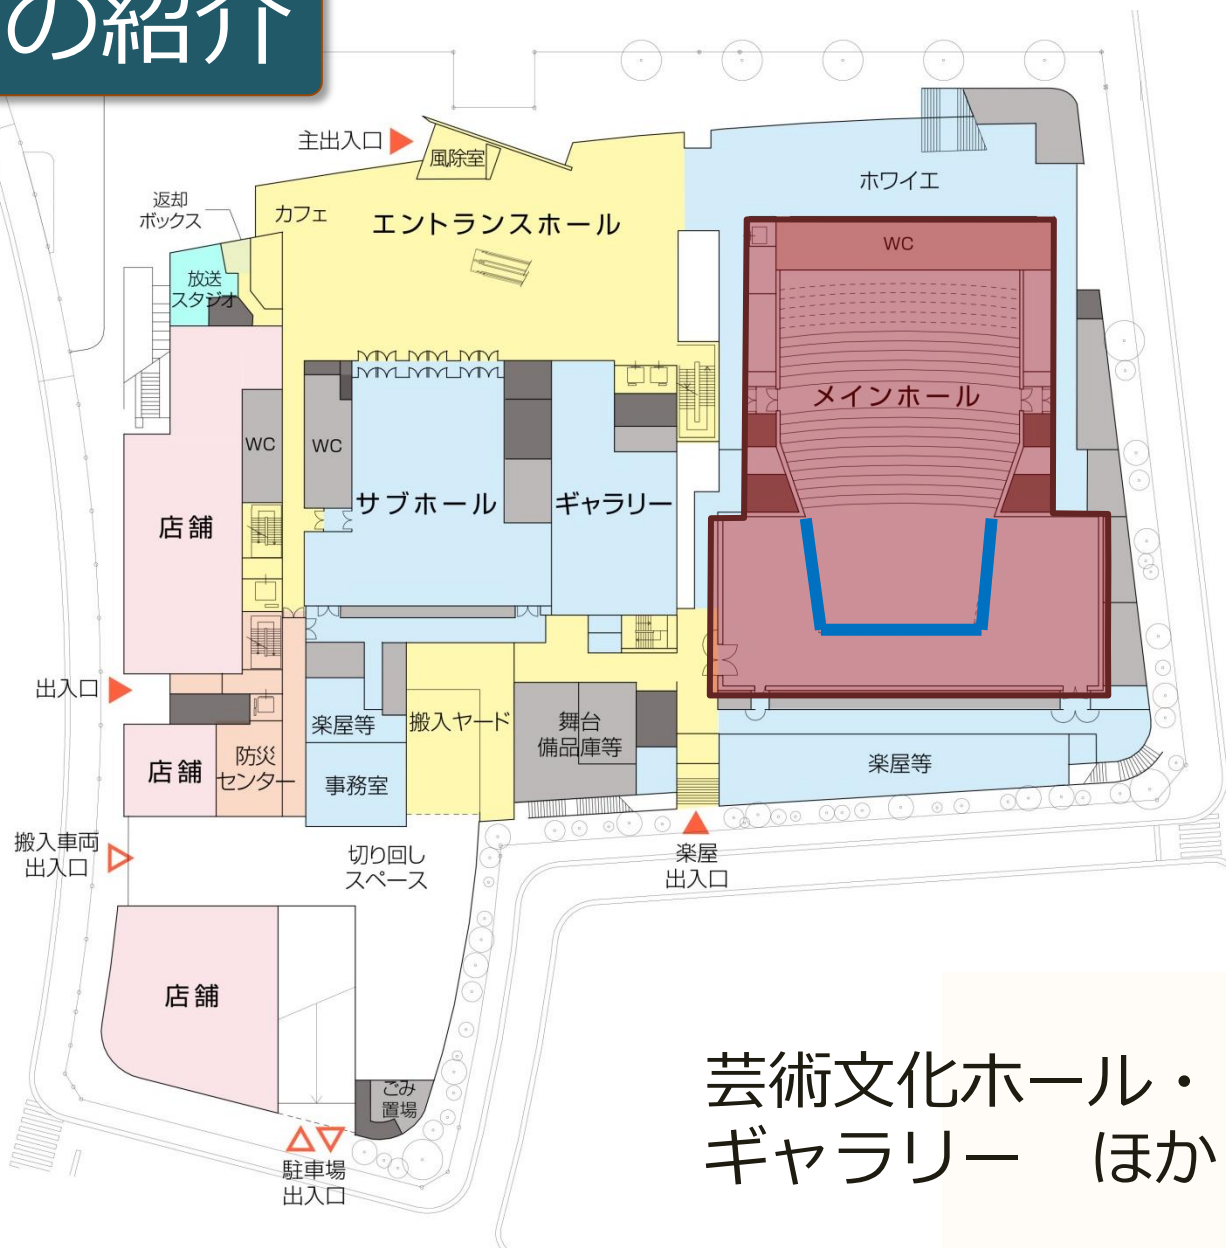 の紹介
主出入口
風除室
ホワイエ
返却
ボックス
カフェ
エントランスホール
WC
放送
スタジオ
メインホール
WC
WC
サブホール
ギャラリー
店舗
出入口
楽屋等
搬入ヤード
舞台
備品庫等
店舗
防災
センター
事務室
楽屋等
搬入車両
出入口
切り回し
スペース
楽屋
出入口
店舗
ごみ
置場
駐車場
出入口
芸術文化ホール・
ギャラリー　ほか